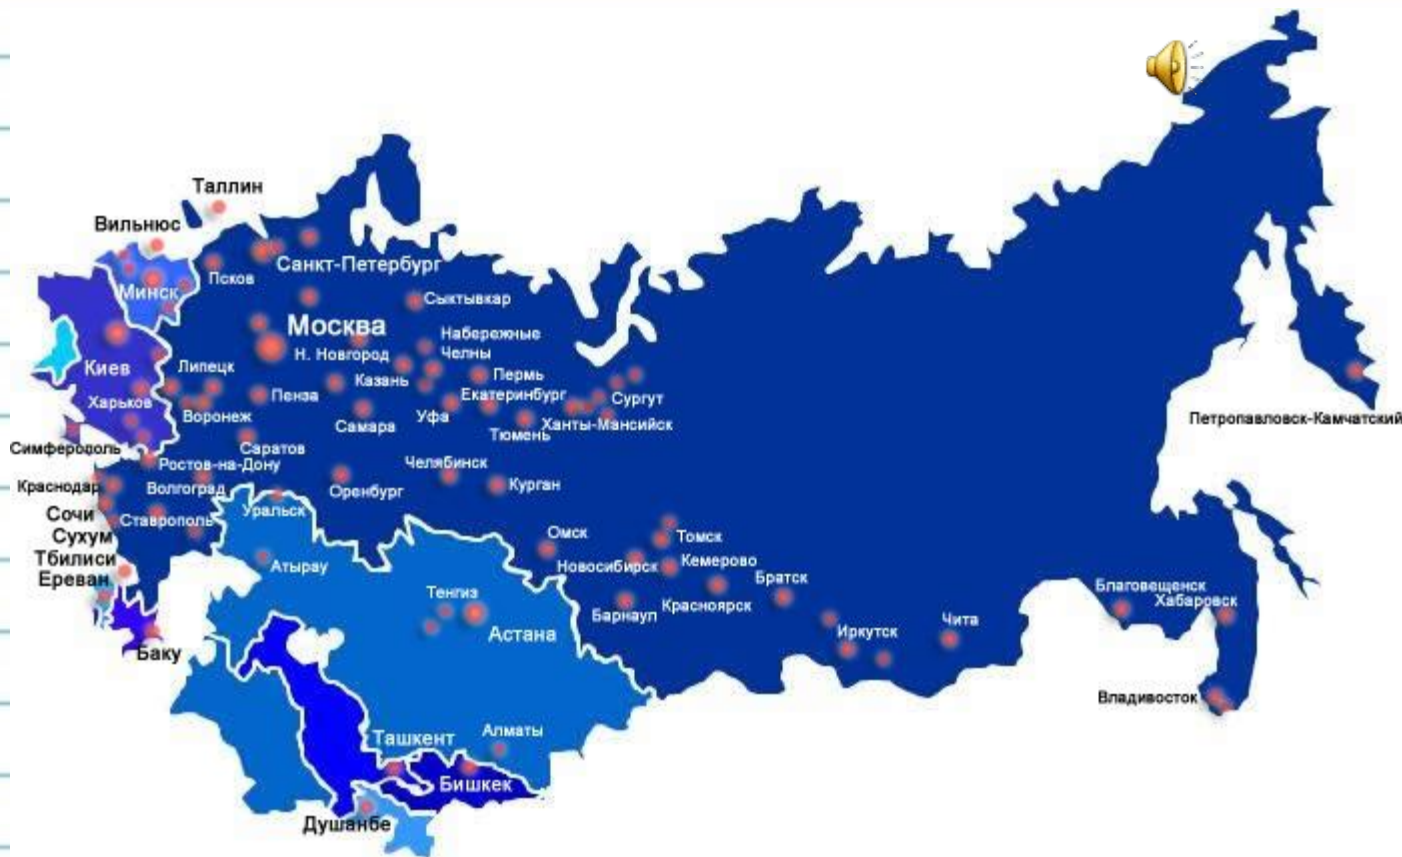 Таллин
Вильнюс
Санкт-Петербург
Псков
Минск
Сыктывкар
Москва
Набережные
Челны
Н. Новгород
Киев
Липецк
Казань
Пермь
Пенза
Екатеринбург
Сургут
Харьков
Воронеж
Самара
Уфа
Тюмень
Ханты-Мансийск
Петропавловск-Камчатский
Симферополь
Саратов
Ростов-на-Дону
Челябинск
Краснодар
Волгоград
Оренбург
Курган
Уральск
Сочи
Ставрополь
Сухум
Омск
Томск
Тбилиси
Атырау
Новосибирск
Кемерово
Ереван
Братск
Благовещенск
Хабаровск
Тенгиз
Барнаул
Красноярск
Астана
Иркутск
Чита
Баку
Владивосток
Ташкент
Алматы
Бишкек
Душанбе